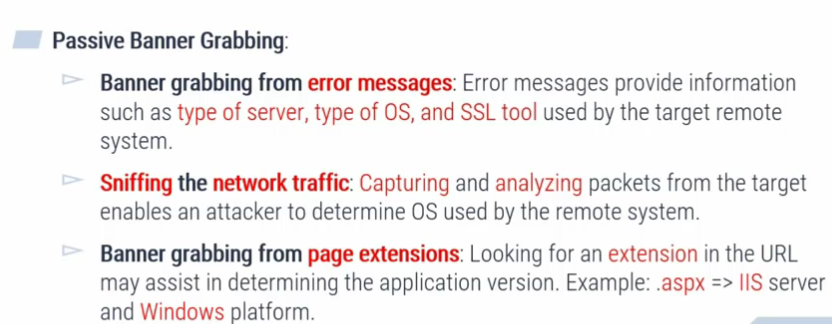 Passive Banner Grabbing:
Banner grabbing from error messages: Error messages provide information
such as type of server, type of OS, and SSL tool used by the target remote
system.
Sniffing the network traffic: Capturing and analyzing packets from the target
enables an attacker to determine OS used by the remote system.
Banner grabbing from page extensions: Looking for an extension in the URL
may assist in determining the application version. Example: .aspx => IIS server
and Windows platform.